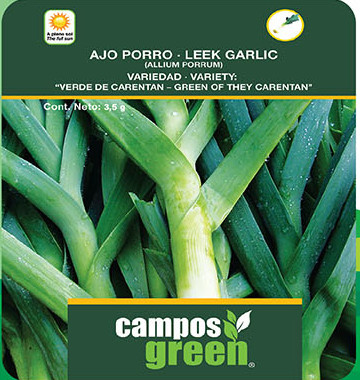 A pleno sol
The full sun
AJO PORRO · LEEK GARLIC
(ALLIUM PORRUM)
VARIEDAD · VARIETY:
“VERDE DE CARENTAN – GREEN OF THEY CARENTAN”
Cont. Neto: 3,5 g
campos
green®